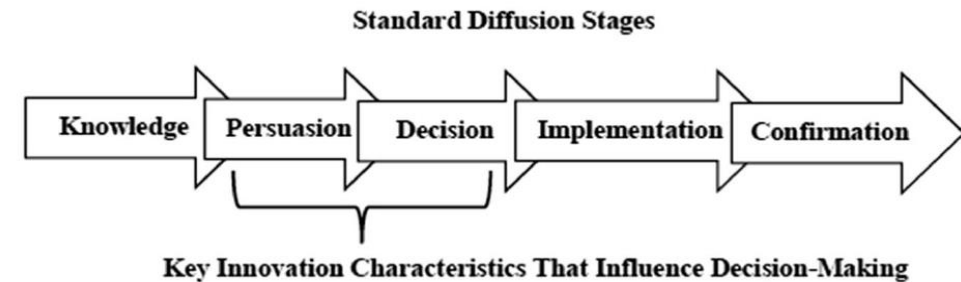 Standard Diffusion Stages
Knowledge Persuasion Decision Implementation Confirmation
Key Innovation Characteristics That Influence Decision-Making